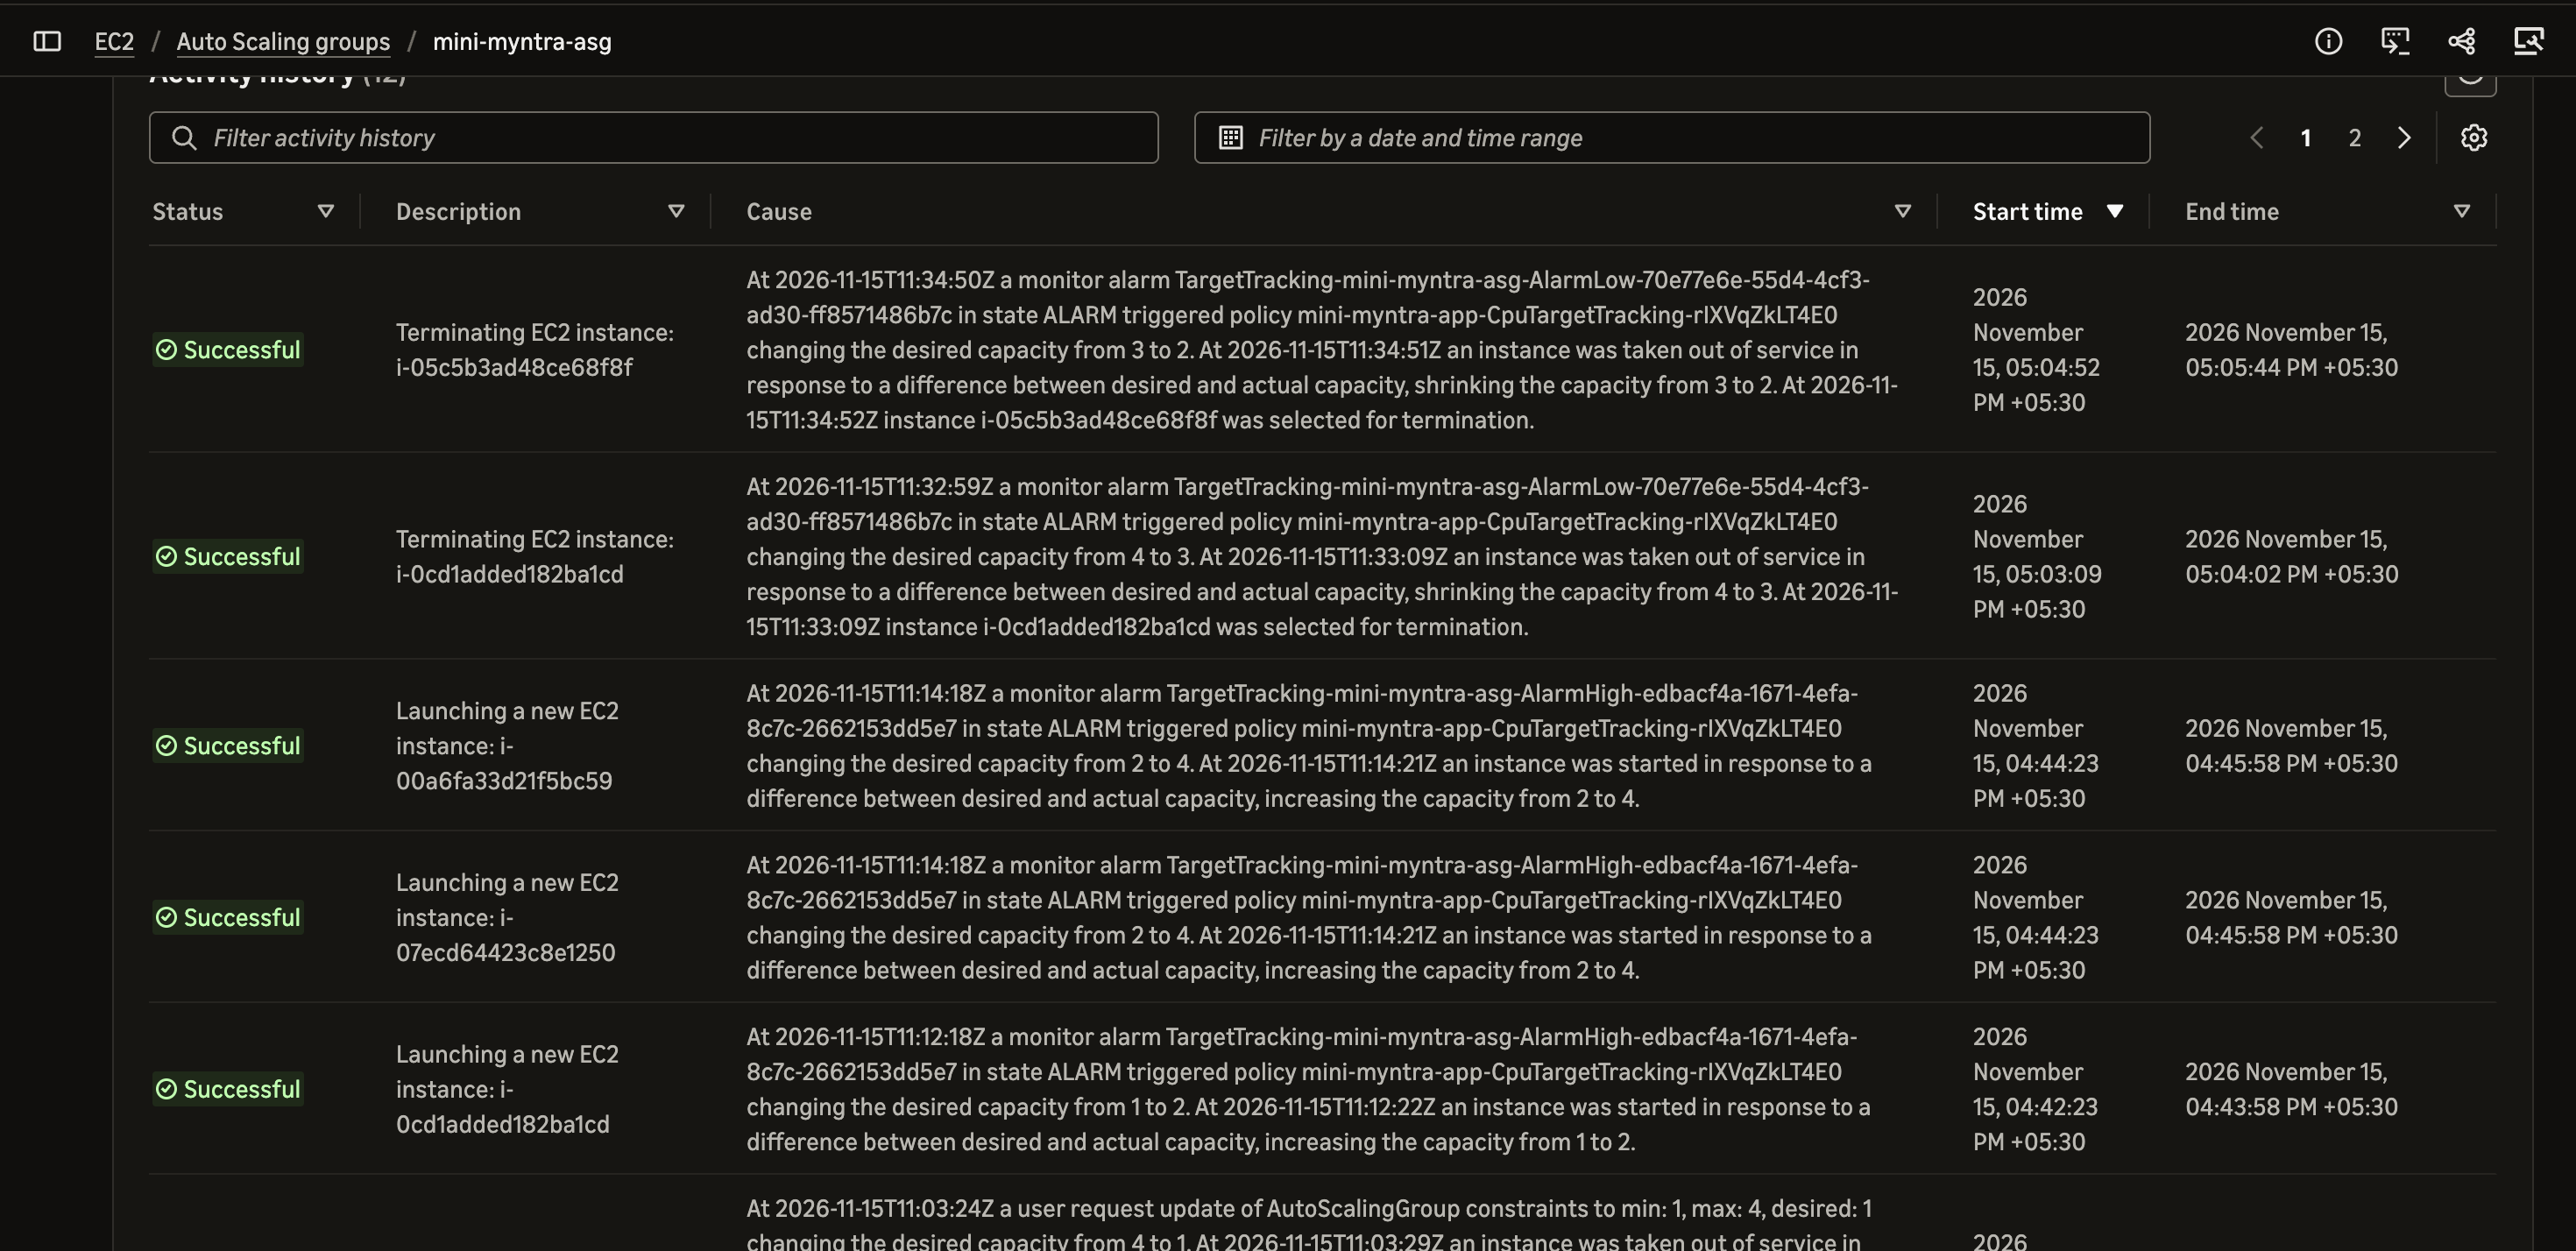 EC2 / Auto Scaling groups / mini-myntra-asg
Activity history (12)
Filter activity history
Filter by a date and time range
1 2
Status Description Cause Start time End time
Successful
Terminating EC2 instance:
i-05c5b3ad48ce68f8f
At 2026-11-15T11:34:50Z a monitor alarm TargetTracking-mini-myntra-asg-AlarmLow-70e77e6e-55d4-4cf3-
ad30-ff8571486b7c in state ALARM triggered policy mini-myntra-app-CpuTargetTracking-rIXVqZkLT4E0
changing the desired capacity from 3 to 2. At 2026-11-15T11:34:51Z an instance was taken out of service in
response to a difference between desired and actual capacity, shrinking the capacity from 3 to 2. At 2026-11-
15T11:34:52Z instance i-05c5b3ad48ce68f8f was selected for termination.
2026
November
15, 05:04:52
PM +05:30
2026 November 15,
05:05:44 PM +05:30
Successful
Terminating EC2 instance:
i-0cd1added182ba1cd
At 2026-11-15T11:32:59Z a monitor alarm TargetTracking-mini-myntra-asg-AlarmLow-70e77e6e-55d4-4cf3-
ad30-ff8571486b7c in state ALARM triggered policy mini-myntra-app-CpuTargetTracking-rIXVqZkLT4E0
changing the desired capacity from 4 to 3. At 2026-11-15T11:33:09Z an instance was taken out of service in
response to a difference between desired and actual capacity, shrinking the capacity from 4 to 3. At 2026-11-
15T11:33:09Z instance i-0cd1added182ba1cd was selected for termination.
2026
November
15, 05:03:09
PM +05:30
2026 November 15,
05:04:02 PM +05:30
Successful
Launching a new EC2
instance: i-
00a6fa33d21f5bc59
At 2026-11-15T11:14:18Z a monitor alarm TargetTracking-mini-myntra-asg-AlarmHigh-edbacf4a-1671-4efa-
8c7c-2662153dd5e7 in state ALARM triggered policy mini-myntra-app-CpuTargetTracking-rIXVqZkLT4E0
changing the desired capacity from 2 to 4. At 2026-11-15T11:14:21Z an instance was started in response to a
difference between desired and actual capacity, increasing the capacity from 2 to 4.
2026
November
15, 04:44:23
PM +05:30
2026 November 15,
04:45:58 PM +05:30
Successful
Launching a new EC2
instance: i-
07ecd64423c8e1250
At 2026-11-15T11:14:18Z a monitor alarm TargetTracking-mini-myntra-asg-AlarmHigh-edbacf4a-1671-4efa-
8c7c-2662153dd5e7 in state ALARM triggered policy mini-myntra-app-CpuTargetTracking-rIXVqZkLT4E0
changing the desired capacity from 2 to 4. At 2026-11-15T11:14:21Z an instance was started in response to a
difference between desired and actual capacity, increasing the capacity from 2 to 4.
2026
November
15, 04:44:23
PM +05:30
2026 November 15,
04:45:58 PM +05:30
Successful
Launching a new EC2
instance: i-
0cd1added182ba1cd
At 2026-11-15T11:12:18Z a monitor alarm TargetTracking-mini-myntra-asg-AlarmHigh-edbacf4a-1671-4efa-
8c7c-2662153dd5e7 in state ALARM triggered policy mini-myntra-app-CpuTargetTracking-rIXVqZkLT4E0
changing the desired capacity from 1 to 2. At 2026-11-15T11:12:22Z an instance was started in response to a
difference between desired and actual capacity, increasing the capacity from 1 to 2.
2026
November
15, 04:42:23
PM +05:30
2026 November 15,
04:43:58 PM +05:30
At 2026-11-15T11:03:24Z a user request update of AutoScalingGroup constraints to min: 1, max: 4, desired: 1
changing the desired capacity from 4 to 1. At 2026-11-15T11:03:29Z an instance was taken out of service in
2026